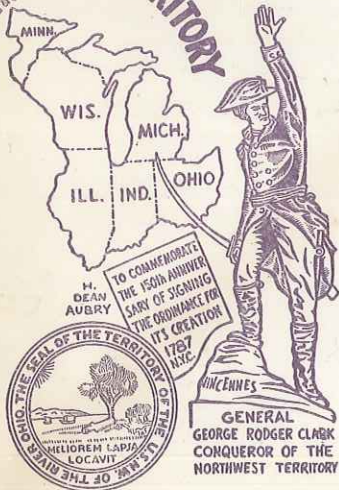 RITORY
MINN.
WIS.
MICH.
ILL.
IND.
OHIO
H.
DEAN
AUBRY
TO COMMEMORATE
THE 150TH ANNIVER
SARY OF SIGNING
THE ORDINANCE FOR
ITS CREATION
1787
N.Y.C.
THE SEAL OF THE TERRITORY OF THE U.S. N.W. OF THE RIVER OHIO.
MELIOREM LAPSA
LOCAVIT
VINCENNES
GENERAL
GEORGE RODGER CLARK
CONQUEROR OF THE
NORTHWEST TERRITORY